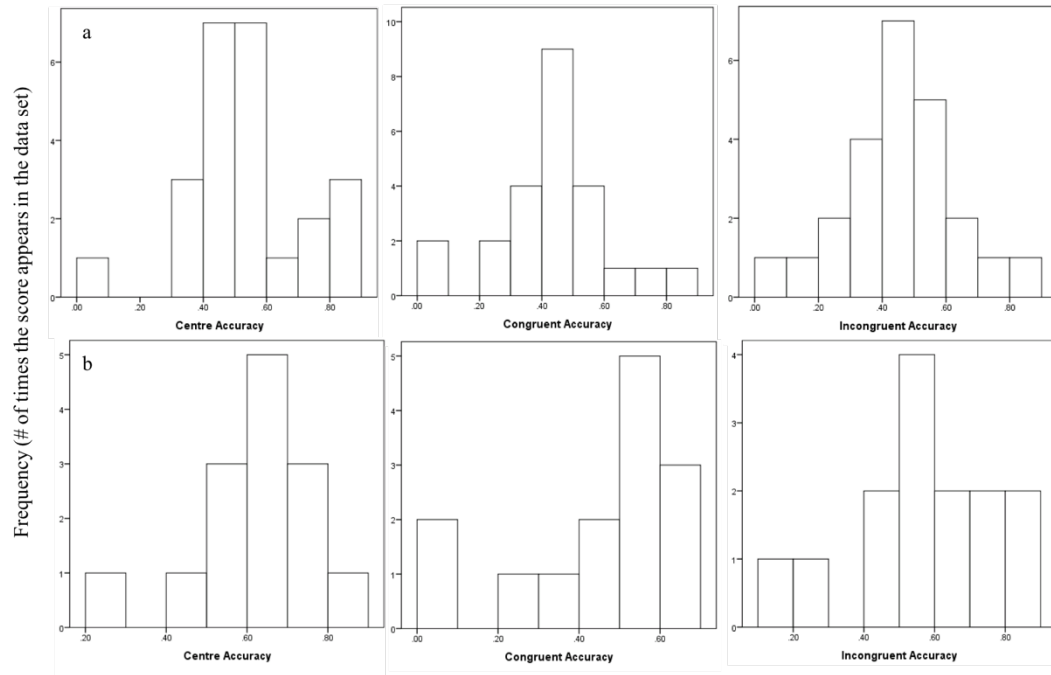 Frequency (# of times the score appears in the data set)
a
6
4
2
0
.00 .20 .40 .60 .80
Centre Accuracy
10
8
6
4
2
0
.00 .20 .40 .60 .80
Congruent Accuracy
6
4
2
0
.00 .20 .40 .60 .80
Incongruent Accuracy
b
5
4
3
2
1
0
.20 .40 .60 .80
Centre Accuracy
5
4
3
2
1
0
.00 .20 .40 .60
Congruent Accuracy
4
3
2
1
0
.20 .40 .60 .80
Incongruent Accuracy